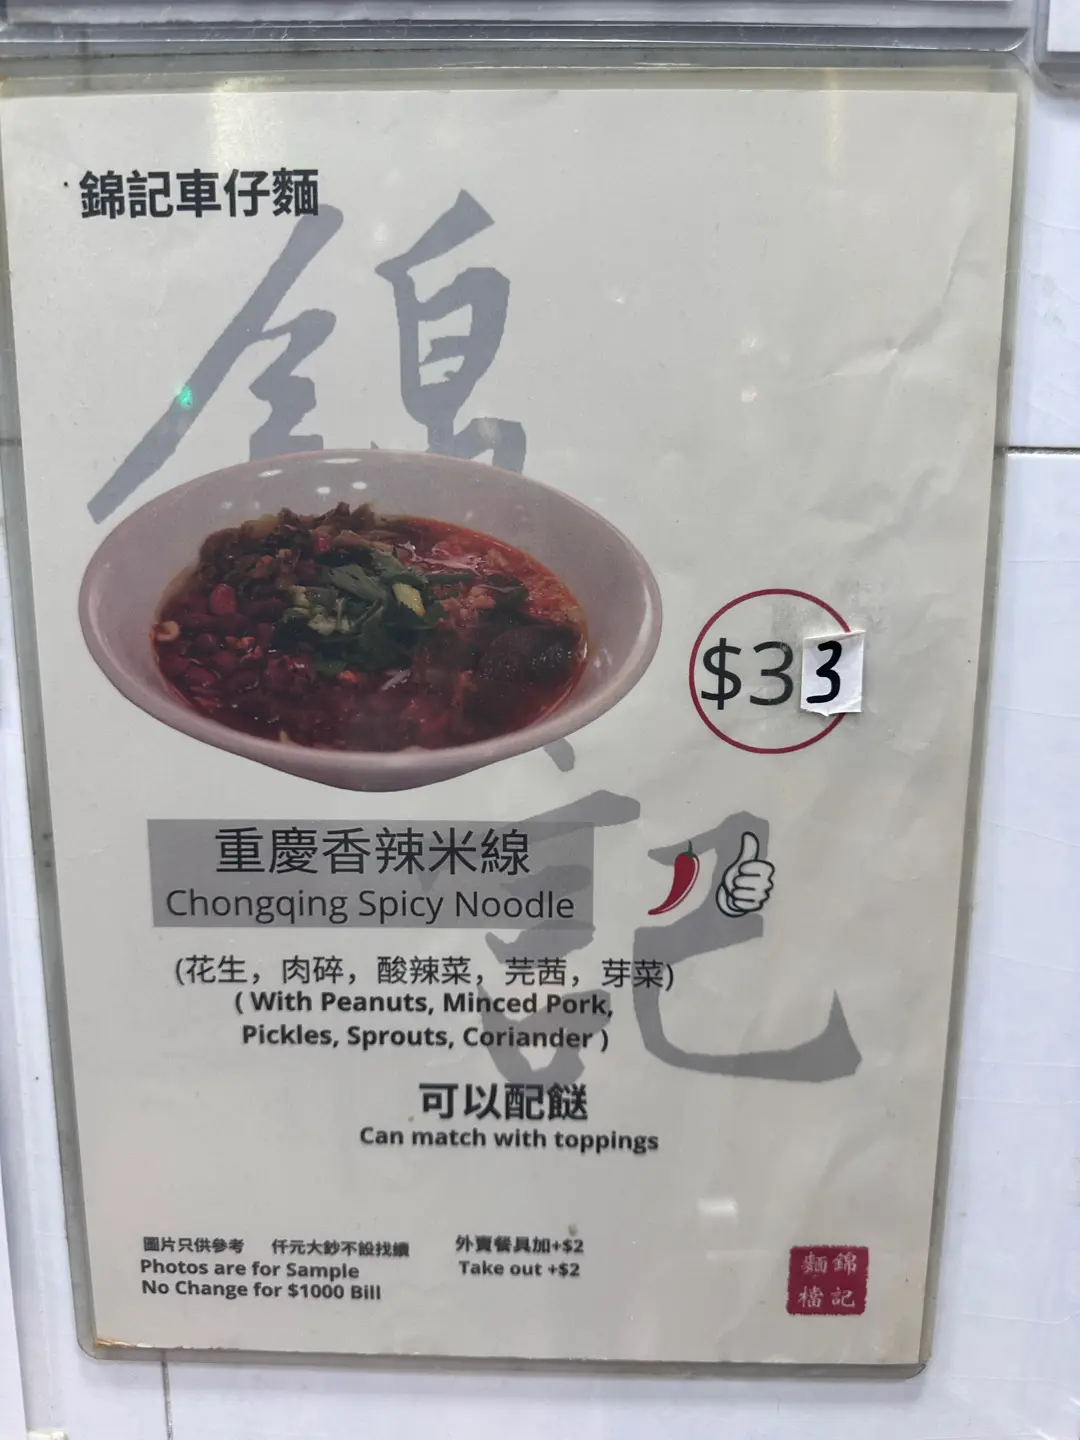 錦記車仔麵
錦記
$33
重慶香辣米線
Chongqing Spicy Noodle
(花生，肉碎，酸辣菜，芫茜，芽菜)
( With Peanuts, Minced Pork,
Pickles, Sprouts, Coriander )
可以配餸
Can match with toppings
圖片只供參考 仟元大鈔不設找續
Photos are for Sample
No Change for $1000 Bill
外賣餐具加+$2
Take out +$2
錦記
麵檔